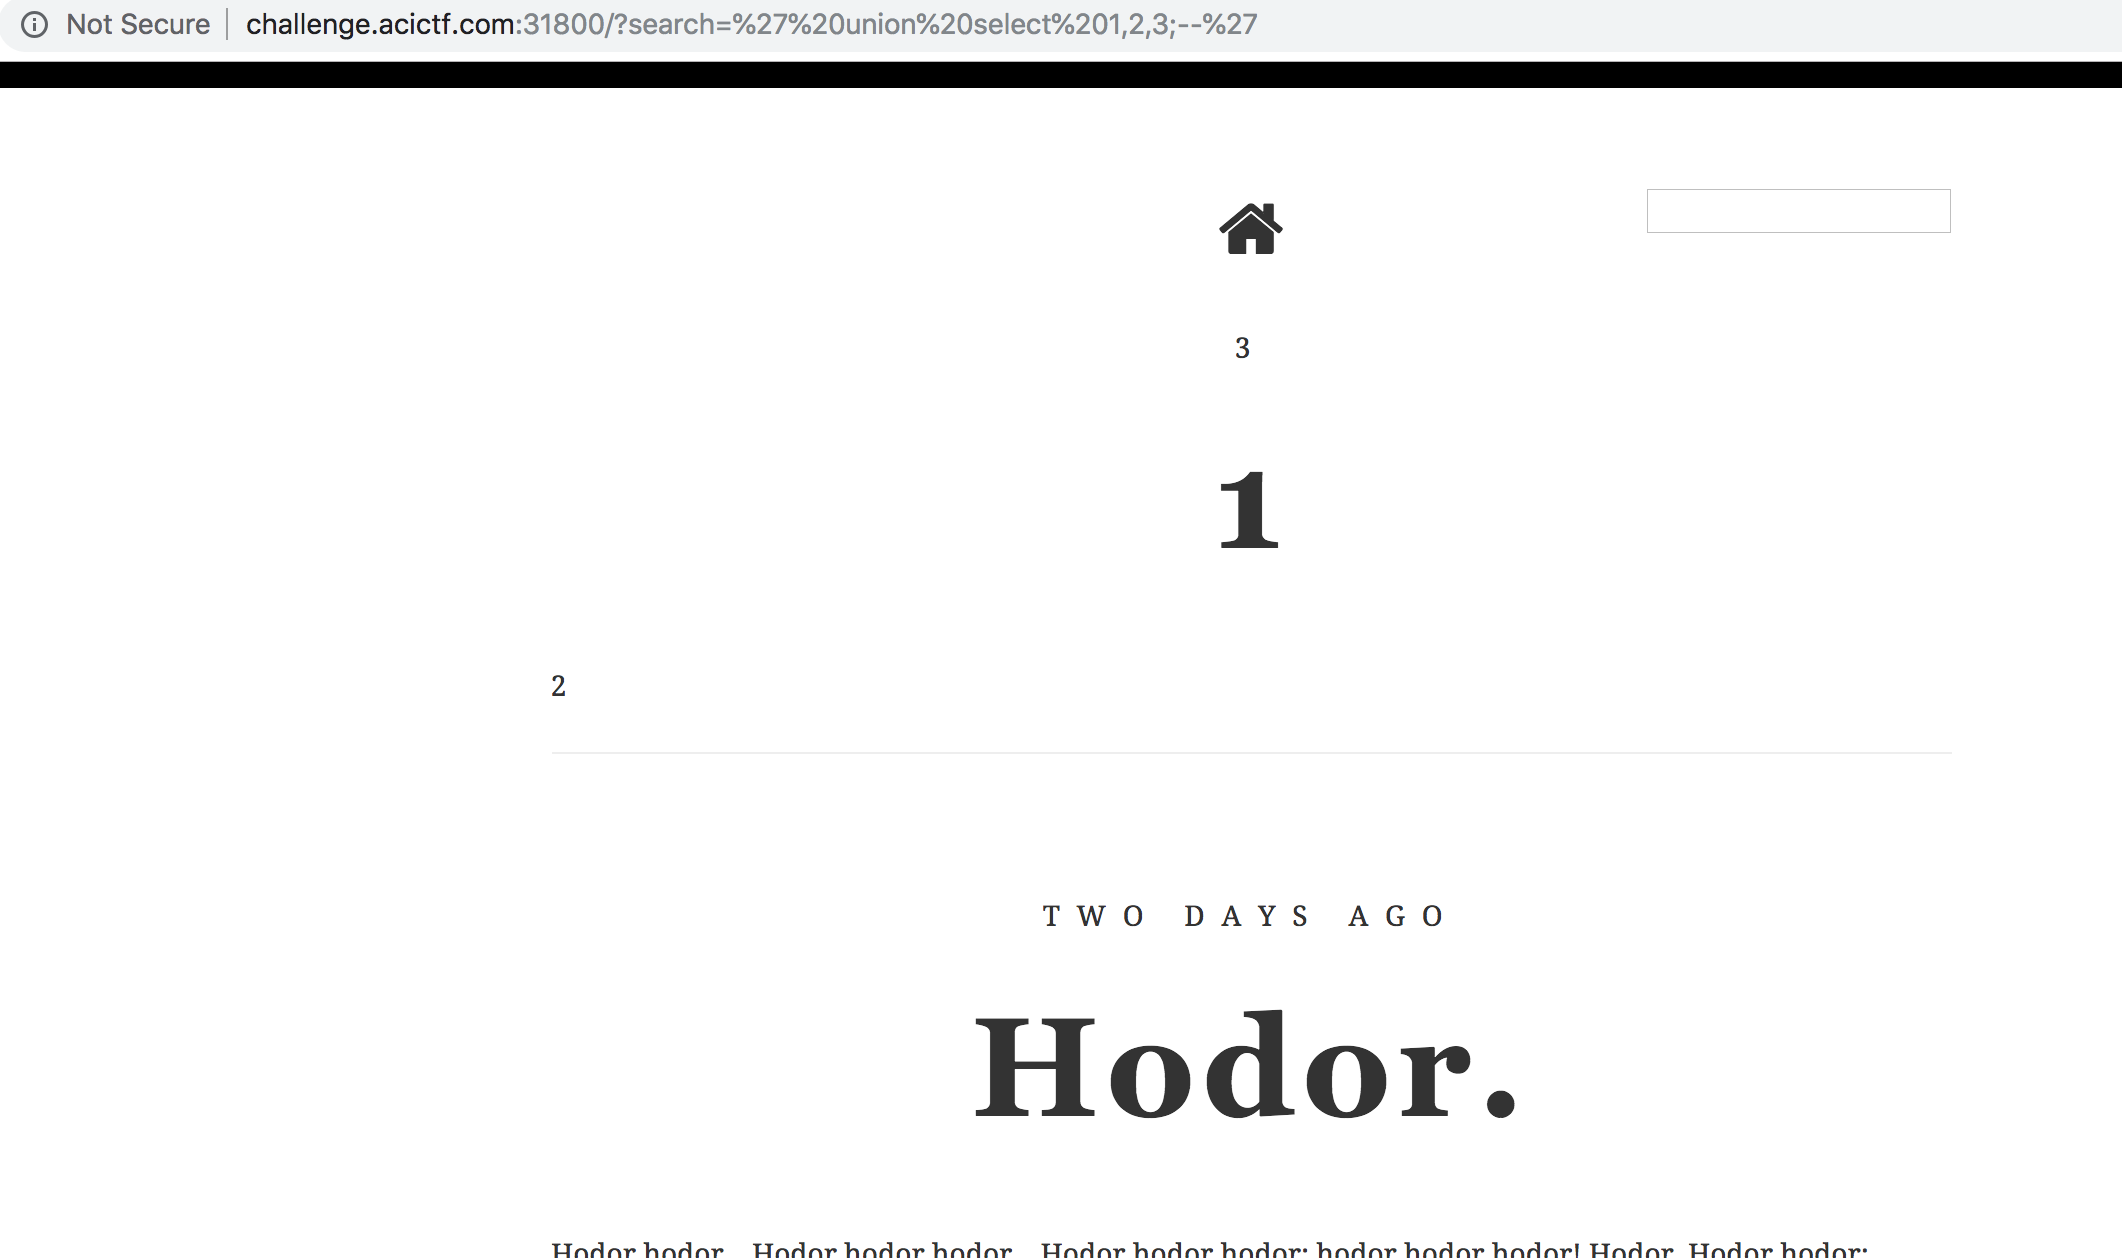 Not Secure challenge.acictf.com:31800/?search=%27%20union%20select%201,2,3;--%27
3
1
2
TWO DAYS AGO
Hodor.
Hodor hodor... Hodor hodor hodor... Hodor hodor hodor; hodor hodor hodor! Hodor. Hodor hodor;